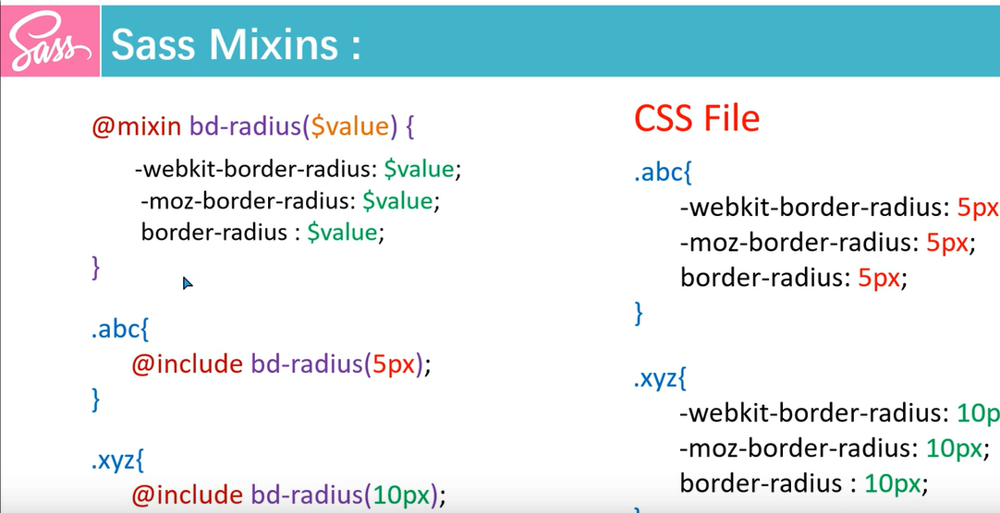 Sass
Sass Mixins :
@mixin bd-radius($value) {
-webkit-border-radius: $value;
-moz-border-radius: $value;
border-radius : $value;
}
.abc{
@include bd-radius(5px);
}
.xyz{
@include bd-radius(10px);
CSS File
.abc{
-webkit-border-radius: 5px
-moz-border-radius: 5px;
border-radius: 5px;
}
.xyz{
-webkit-border-radius: 10p
-moz-border-radius: 10px;
border-radius : 10px;